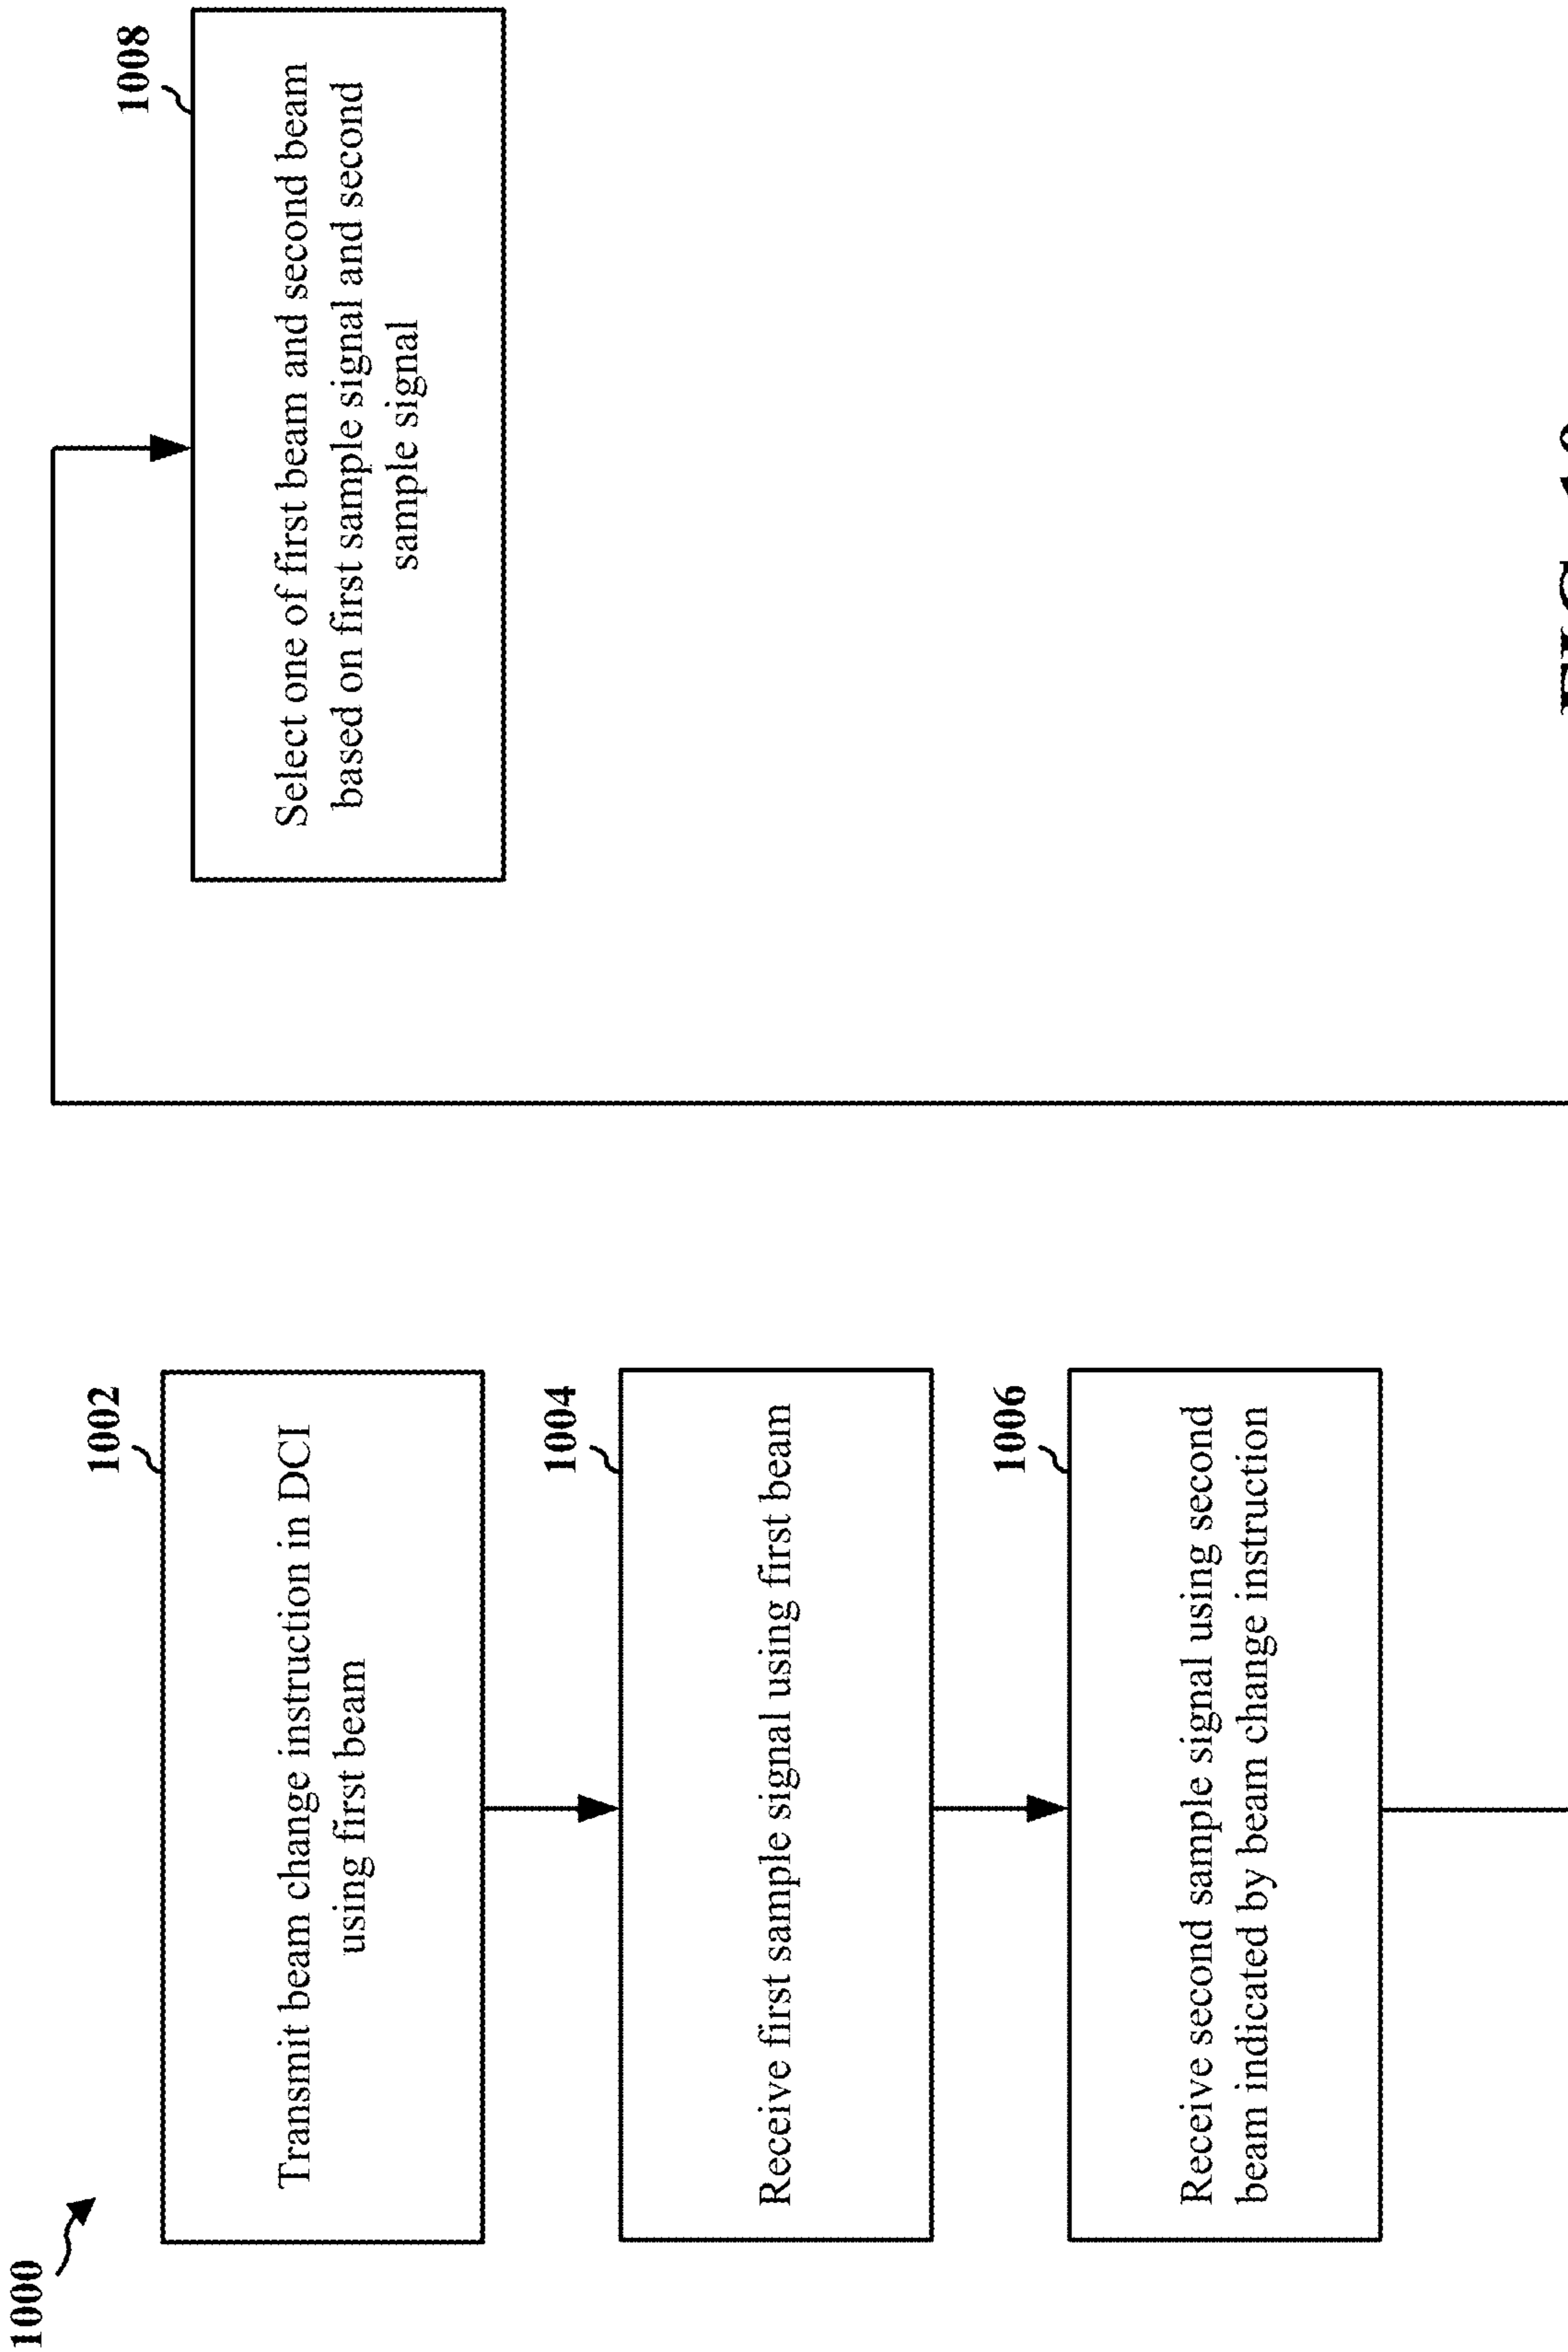 1000
1002
Transmit beam change instruction in DCI
using first beam
1004
Receive first sample signal using first beam
1006
Receive second sample signal using second
beam indicated by beam change instruction
1008
Select one of first beam and second beam
based on first sample signal and second
sample signal